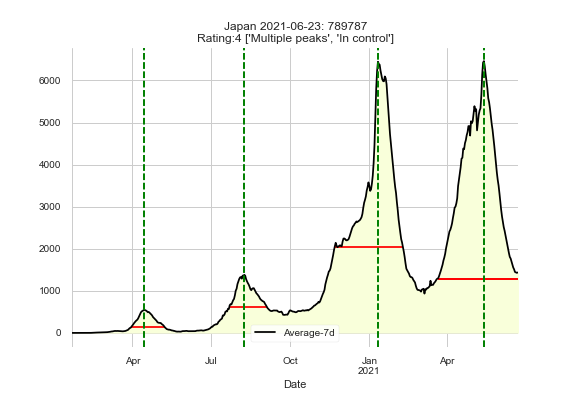 Japan 2021-06-23: 789787
Rating:4 ['Multiple peaks', 'In control']
6000
5000
4000
3000
2000
1000
0
Average-7d
Apr
Jul
Oct
Jan
2021
Apr
Date